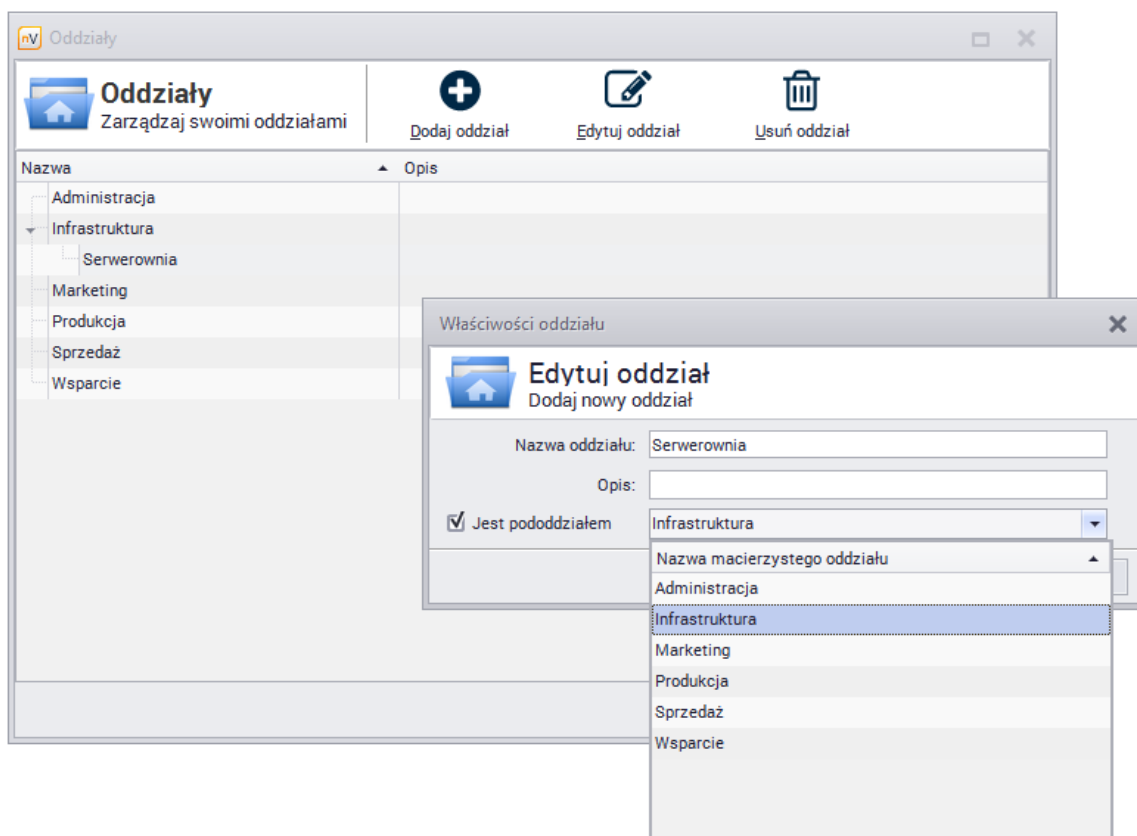 nV Oddziały
Oddziały
Zarządzaj swoimi oddziałami
Dodaj oddział Edytuj oddział Usuń oddział
Nazwa Opis
Administracja
Infrastruktura
Serwerownia
Marketing
Produkcja
Sprzedaż
Wsparcie
Właściwości oddziału
Edytuj oddział
Dodaj nowy oddział
Nazwa oddziału: Serwerownia
Opis:
Jest pododdziałem Infrastruktura
Nazwa macierzystego oddziału
Administracja
Infrastruktura
Marketing
Produkcja
Sprzedaż
Wsparcie